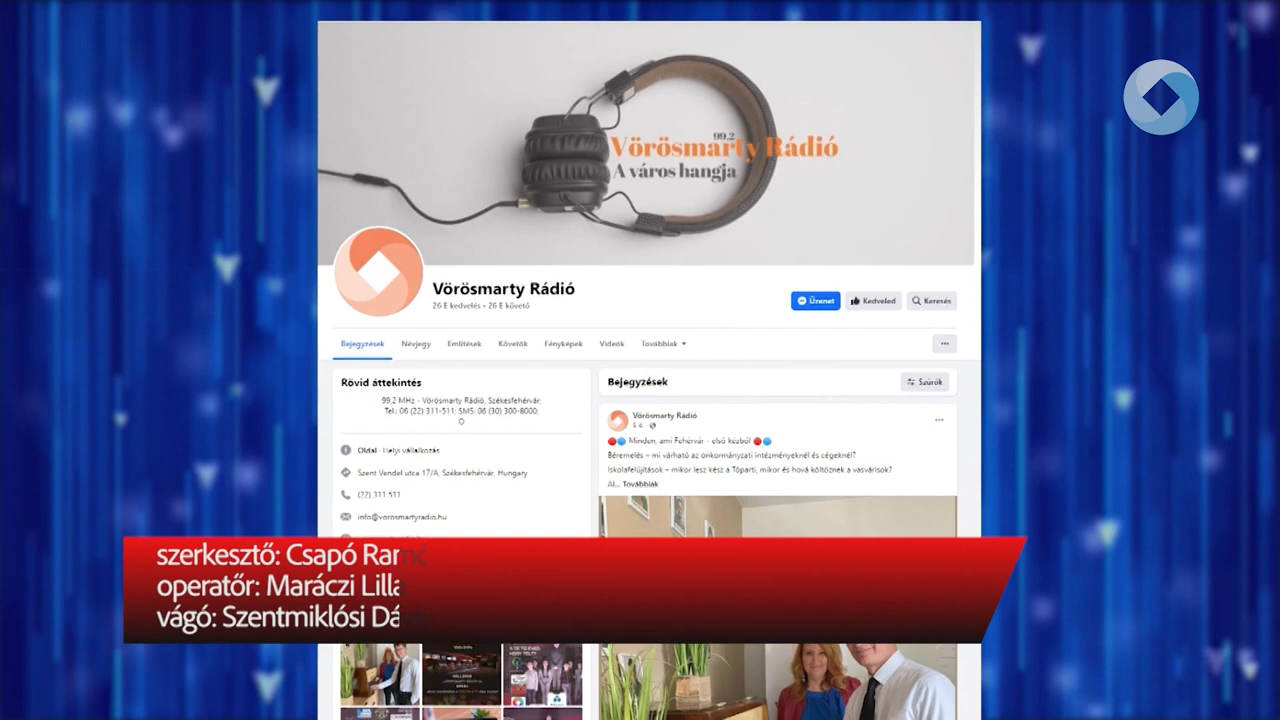 99.2
Vörösmarty Rádió
A város hangja
Vörösmarty Rádió
26 E kedvelés • 26 E követő
Üzenet
Kedveled
Keresés
Bejegyzések
Névjegy
Említések
Követők
Fényképek
Videók
Továbbiak
Rövid áttekintés
99,2 MHz - Vörösmarty Rádió, Székesfehérvár;
Tel.: 06 (22) 311-511; SMS: 06 (30) 300-8000;
Oldal · Helyi vállalkozás
Szent Vendel utca 17/A, Székesfehérvár, Hungary
(22) 311 511
info@vorosmartyradio.hu
Bejegyzések
Szűrők
Vörösmarty Rádió
Minden, ami Fehérvár - első kézből
Béremelés – mi várható az önkormányzati intézményeknél és cégeknél?
Iskolafelújítások – mikor lesz kész a Tóparti, mikor és hová költöznek a vasvárisok?
Al... Továbbiak
szerkesztő: Csapó Ram
operatőr: Maráczi Lilla
vágó: Szentmiklósi Dá